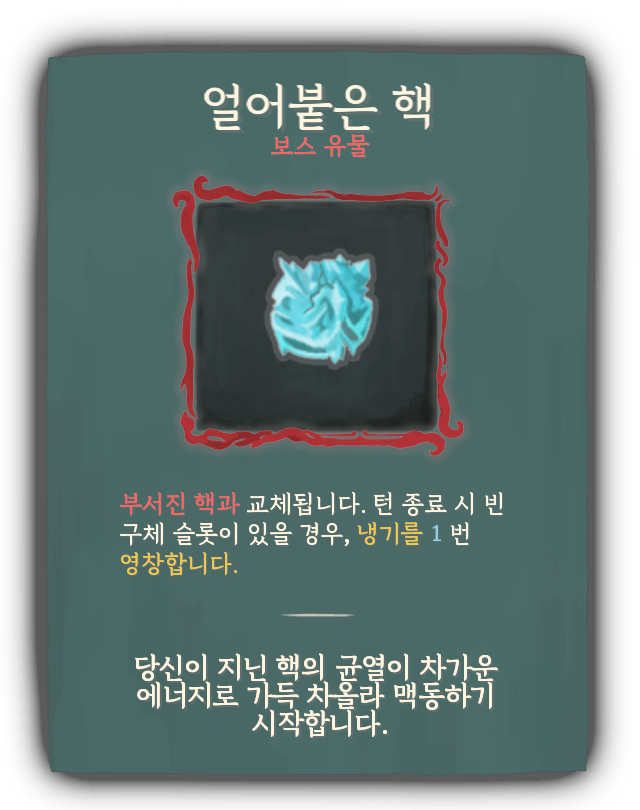 얼어붙은 핵
보스 유물
부서진 핵과 교체됩니다. 턴 종료 시 빈
구체 슬롯이 있을 경우, 냉기를 1 번
영창합니다.
당신이 지닌 핵의 균열이 차가운
에너지로 가득 차올라 맥동하기
시작합니다.